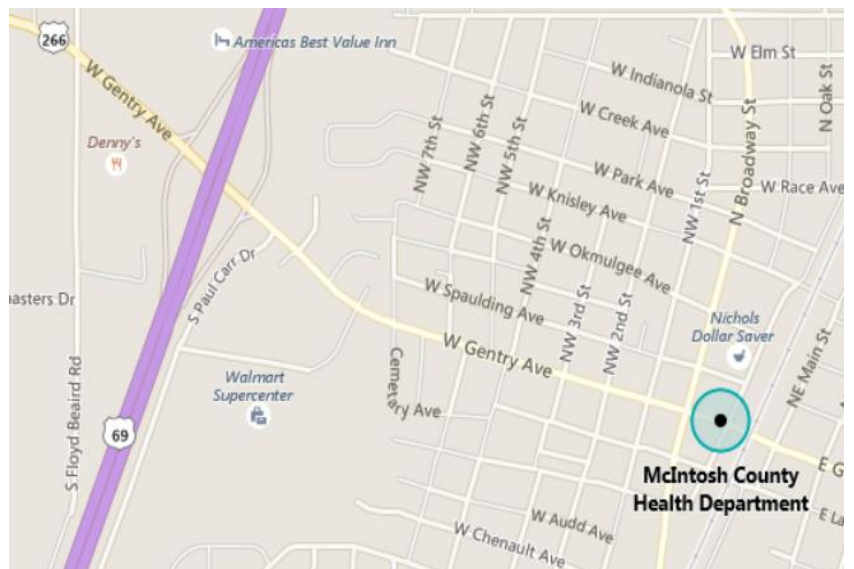 266
W Gentry Ave
Americas Best Value Inn
Denny's
W Elm St
W Indianola St
N Oak St
W Creek Ave
NW 7th St
NW 6th St
NW 5th St
W Park Ave
W Race Ave
N Broadway St
NW 1st St
W Knisley Ave
W Okmulgee Ave
NW 4th St
S Paul Carr Dr
asters Dr
W Spaulding Ave
NW 3rd St
NW 2nd St
Nichols
Dollar Saver
W Gentry Ave
NE Main St
Walmart
Supercenter
Cemetary Ave
S Floyd Beaird Rd
69
E G
McIntosh County
Health Department
W Audd Ave
E La
W Chenault Ave